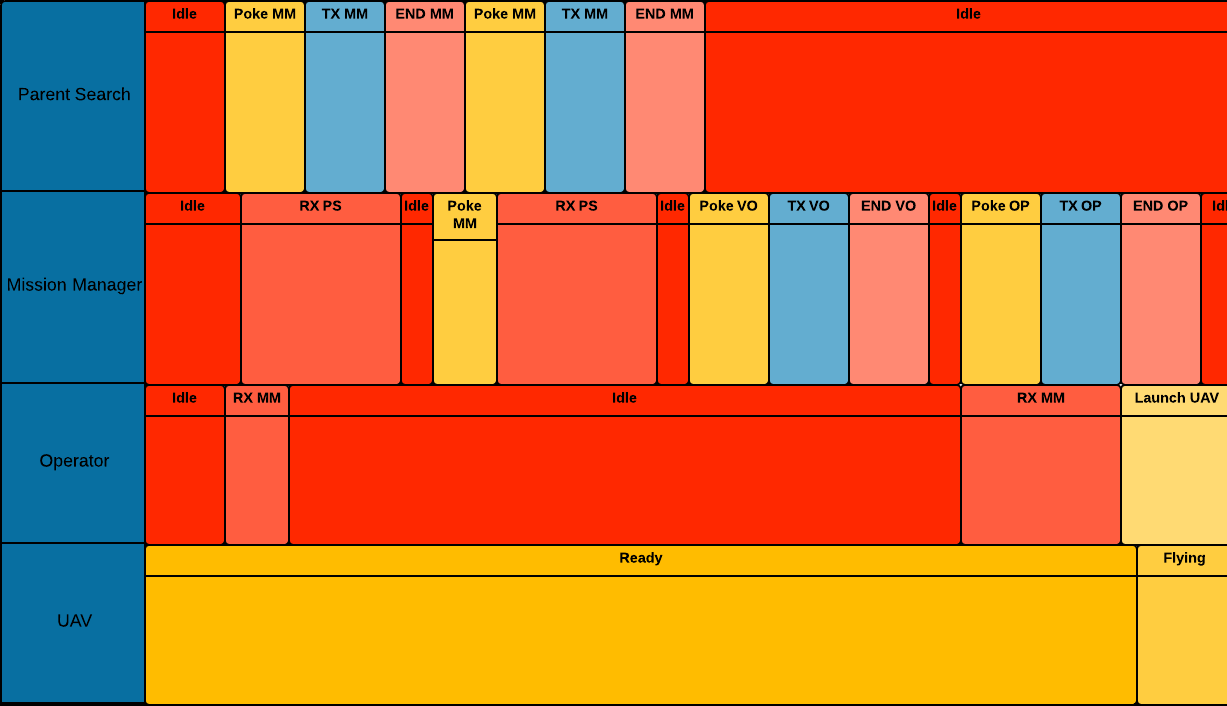 Parent Search
Idle
Poke MM
TX MM
END MM
Poke MM
TX MM
END MM
Idle
Mission Manager
Idle
RX PS
Idle
Poke
MM
RX PS
Idle
Poke VO
TX VO
END VO
Idle
Poke OP
TX OP
END OP
Idl
Operator
Idle
RX MM
Idle
RX MM
Launch UAV
UAV
Ready
Flying